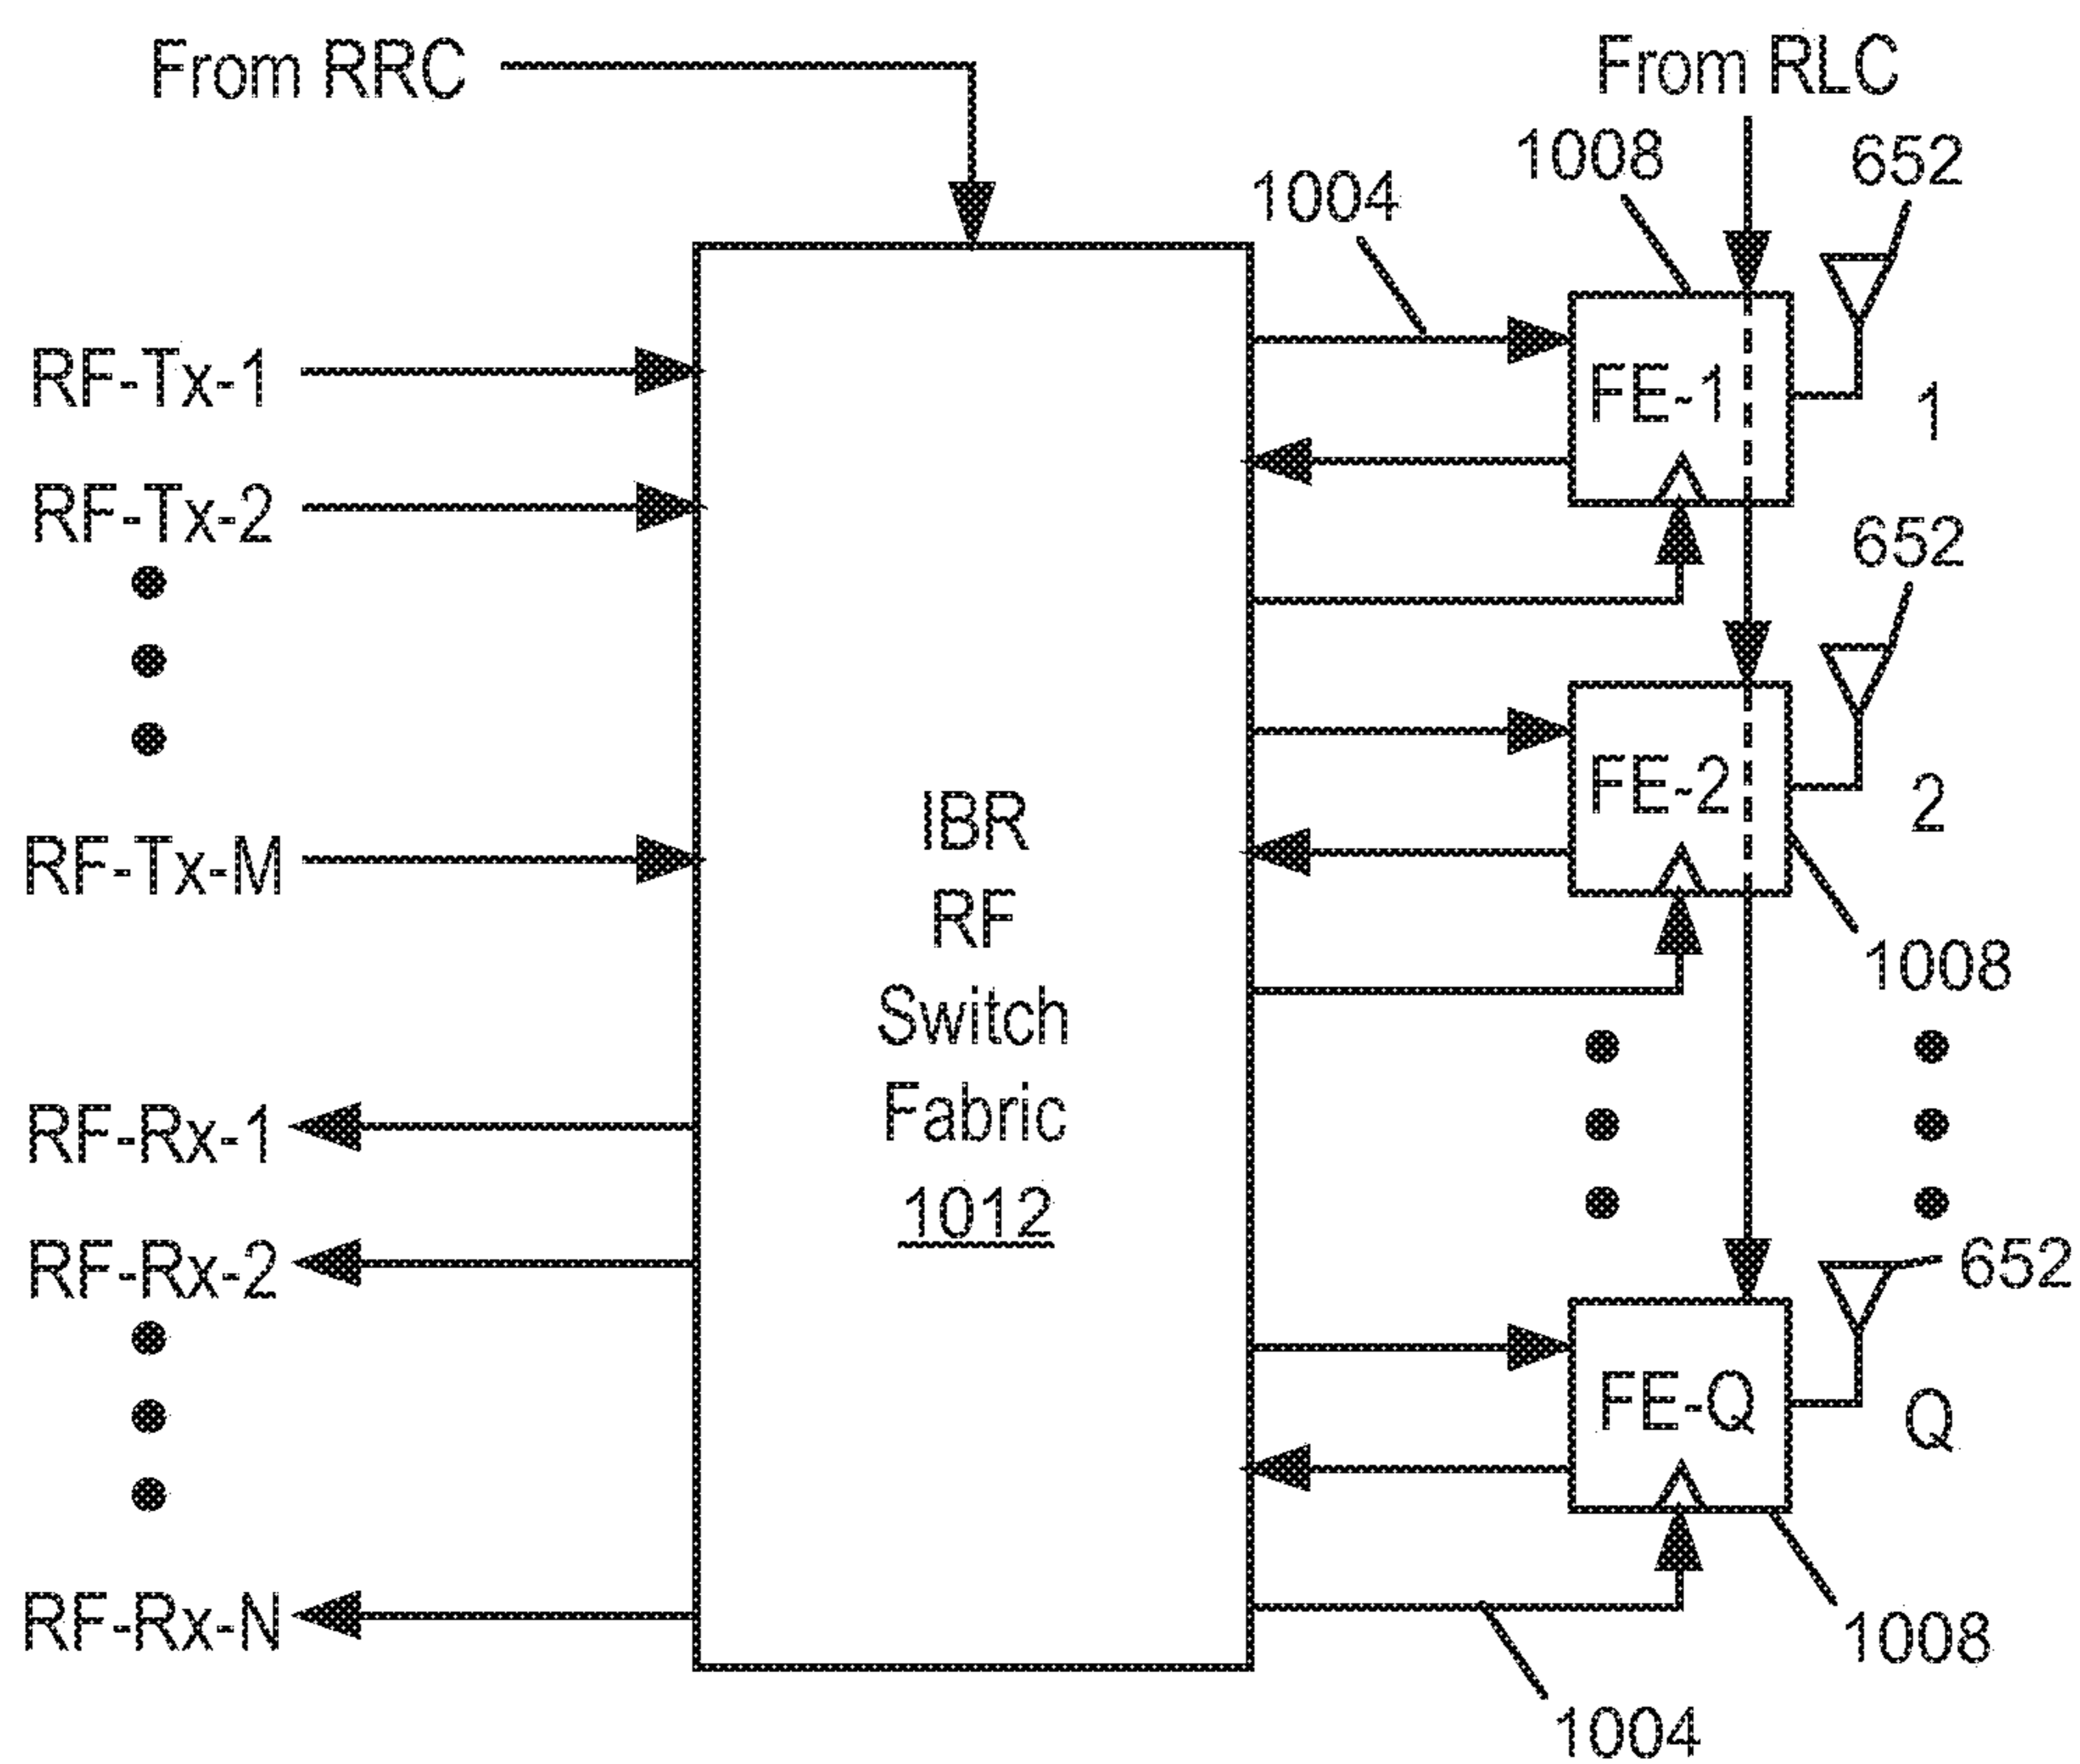 From RRC
From RLC
1008
652
1004
RF-Tx-1
FE-1
1
RF-Tx-2
652
FE-2
2
IBR
RF
Switch
Fabric
1012
RF-Tx-M
1008
RF-Rx-1
RF-Rx-2
652
FE-Q
Q
RF-Rx-N
1008
1004